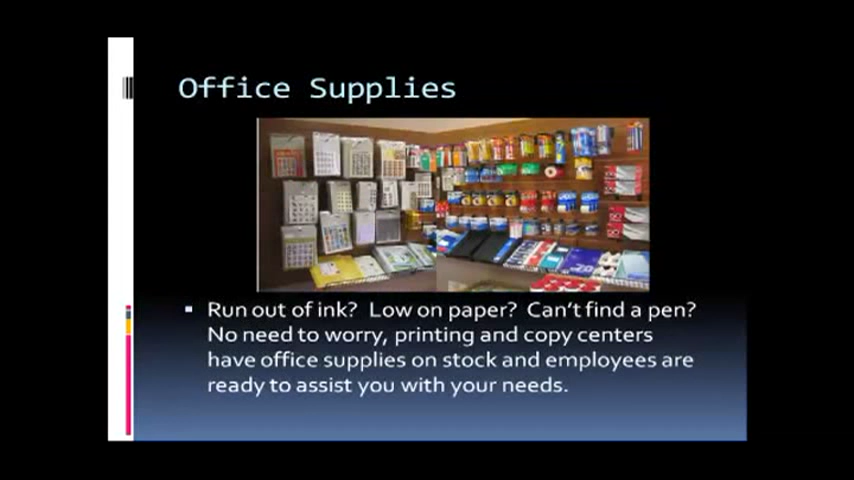 Office Supplies
Run out of ink? Low on paper? Can't find a pen?
No need to worry, printing and copy centers
have office supplies on stock and employees are
ready to assist you with your needs.